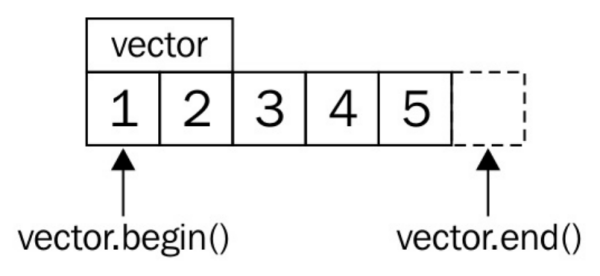 vector
1 2 3 4 5
vector.begin() vector.end()